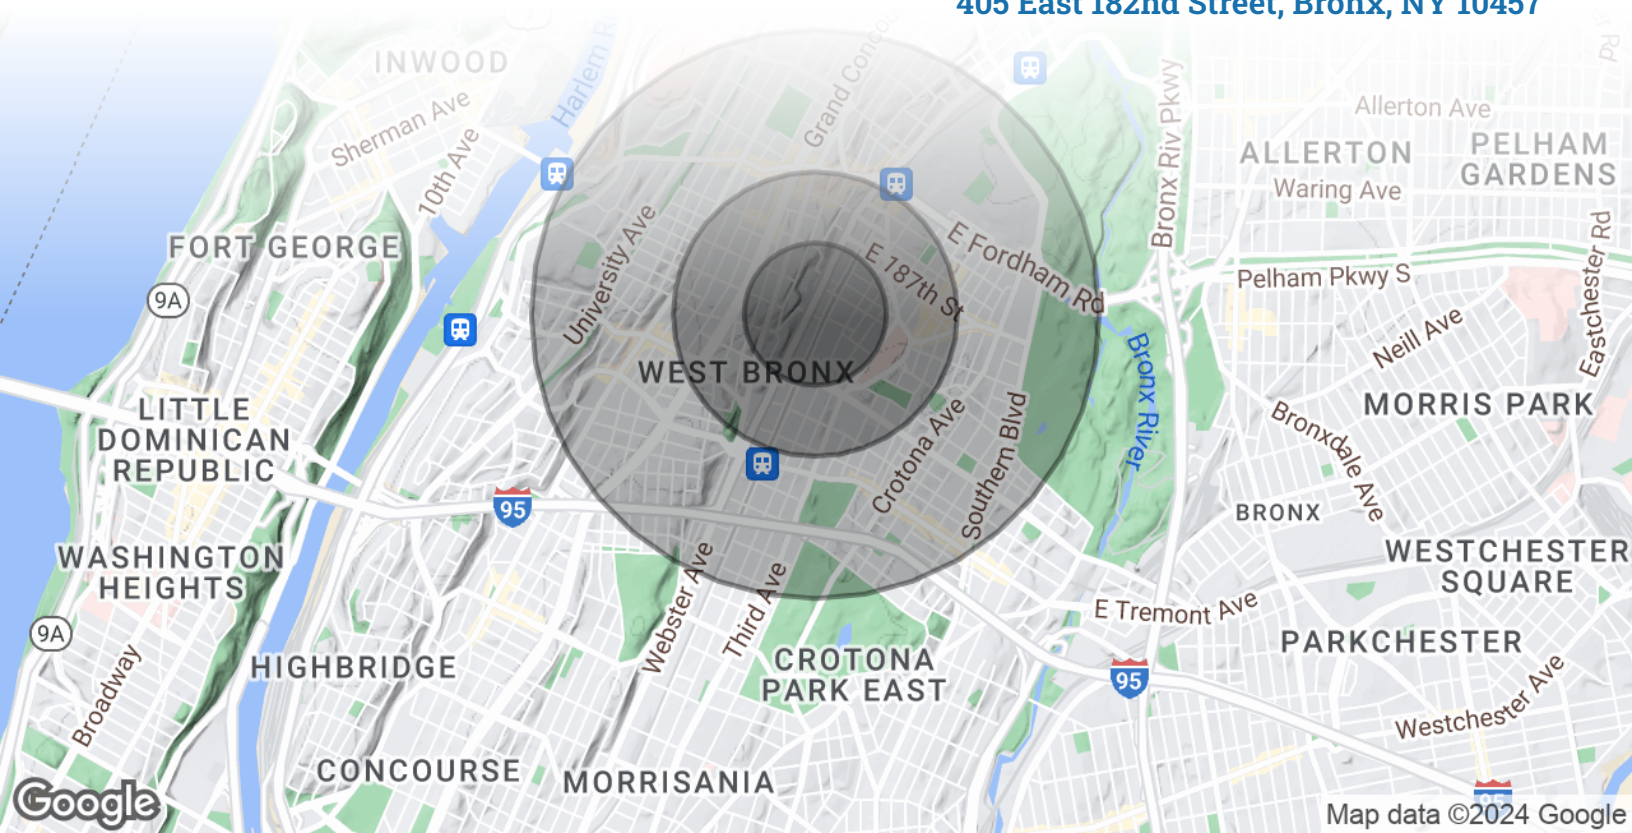 405 East 182nd Street, Bronx, NY 10457
INWOOD
Harlem R
Grand Concou
Sherman Ave
10th Ave
Bronx Riv Pkwy
Allerton Ave
ALLERTON
PELHAM
GARDENS
Waring Ave
FORT GEORGE
University Ave
E 187th St
E Fordham Rd
Pelham Pkwy S
Eastchester Rd
9A
Neill Ave
WEST BRONX
Bronx River
LITTLE
DOMINICAN
REPUBLIC
Crotona Ave
Southern Blvd
MORRIS PARK
Bronxdale Ave
95
BRONX
WASHINGTON
HEIGHTS
WESTCHESTER
SQUARE
Webster Ave
Third Ave
E Tremont Ave
9A
HIGHBRIDGE
CROTONA
PARK EAST
PARKCHESTER
95
Broadway
Westchester Ave
CONCOURSE
MORRISANIA
95
Google
Map data ©2024 Google